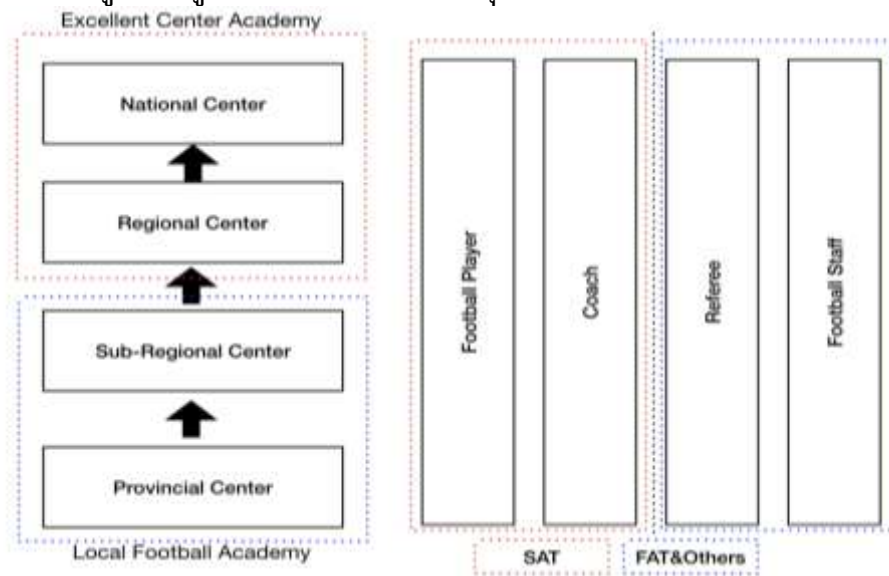 Excellent Center Academy
National Center
Regional Center
Sub-Regional Center
Provincial Center
Local Football Academy
Football Player
Coach
Referee
Football Staff
SAT
FAT&Others